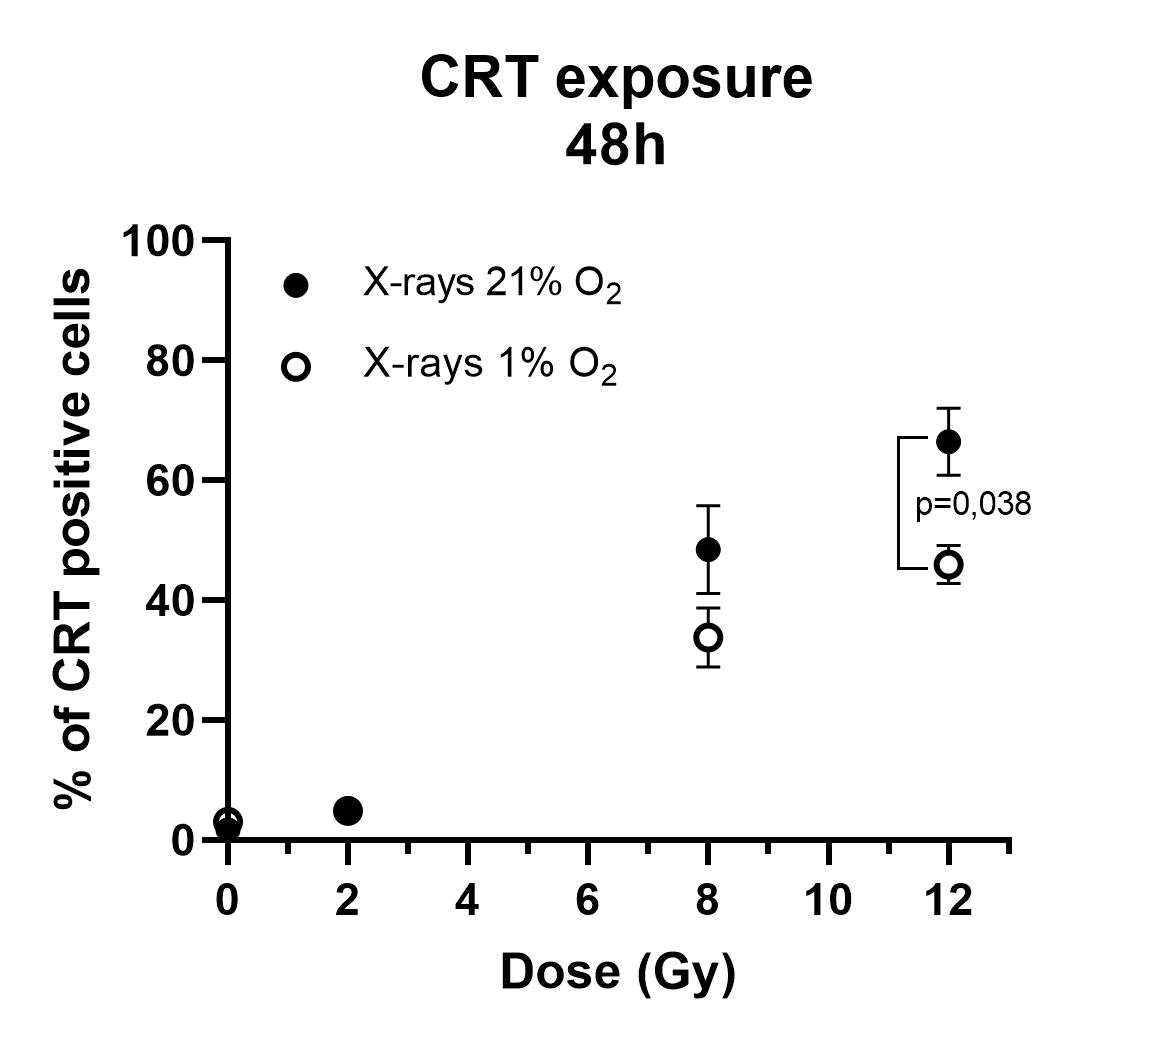 CRT exposure
48h
% of CRT positive cells
100
80
60
40
20
0
X-rays 21% O₂
X-rays 1% O₂
p=0,038
0 2 4 6 8 10 12
Dose (Gy)